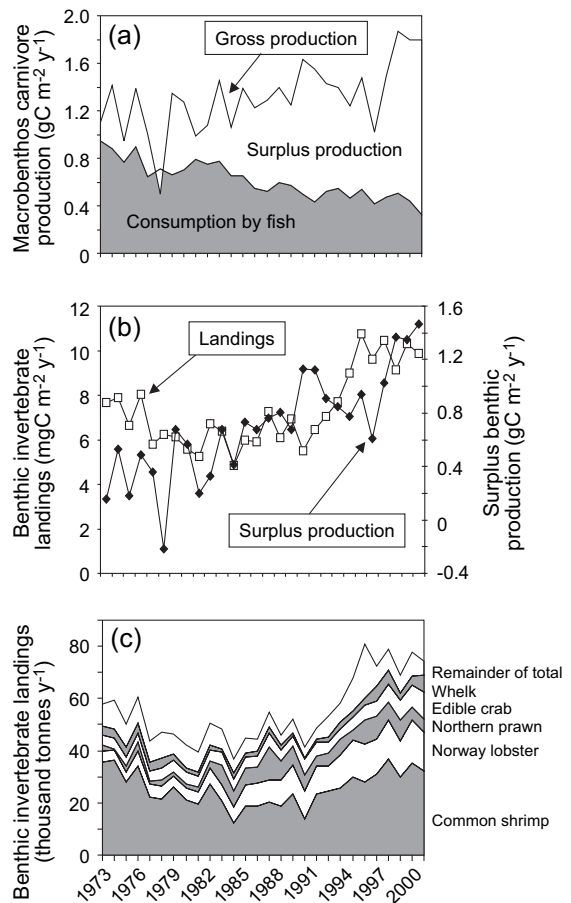 (a)
Gross production
Surplus production
Consumption by fish
Macrobenthos carnivore
production (gC m-2 y-1)
2.0
1.6
1.2
0.8
0.4
0
(b)
Landings
Surplus production
Benthic invertebrate
landings (mgC m-2 y-1)
12
10
8
6
4
2
0
1.6
1.2
0.8
0.4
0
-0.4
Surplus benthic
production (gC m-2 y-1)
(c)
Benthic invertebrate landings
(thousand tonnes y-1)
80
60
40
20
0
Remainder of total
Whelk
Edible crab
Northern prawn
Norway lobster
Common shrimp
1973
1976
1979
1982
1985
1988
1991
1994
1997
2000